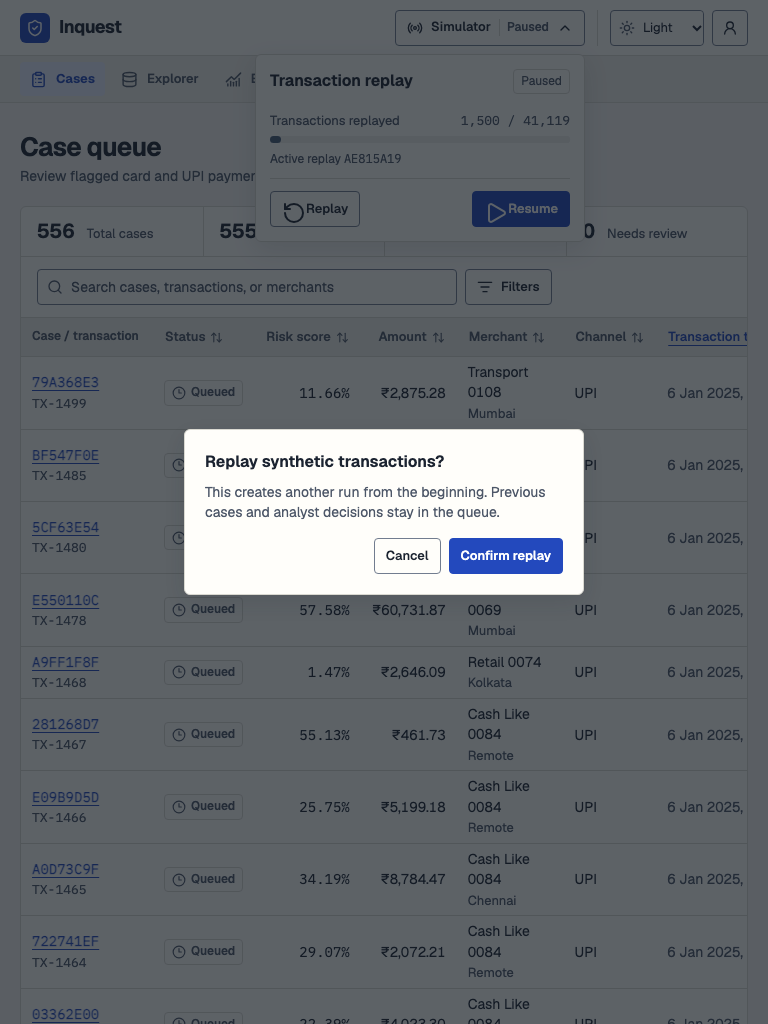 Inquest
Simulator Paused
Light
Cases
Explorer
Transaction replay
Paused
Transactions replayed
1,500 / 41,119
Active replay AE815A19
Replay
Resume
Case queue
Review flagged card and UPI
556 Total cases
555
0 Needs review
Search cases, transactions, or merchants
Filters
Case / transaction Status Risk score Amount Merchant Channel Transaction
79A368E3
TX-1499
Queued
11.66%
₹2,875.28
Transport
0108
Mumbai
UPI
6 Jan 2025,
BF547F0E
TX-1485
5CF63E54
TX-1480
Replay synthetic transactions?
This creates another run from the beginning. Previous
cases and analyst decisions stay in the queue.
Cancel
Confirm replay
E550110C
TX-1478
Queued
57.58%
₹60,731.87
0069
Mumbai
UPI
6 Jan 2025,
A9FF1F8F
TX-1468
Queued
1.47%
₹2,646.09
Retail 0074
Kolkata
UPI
6 Jan 2025,
281268D7
TX-1467
Queued
55.13%
₹461.73
Cash Like
0084
Remote
UPI
6 Jan 2025,
E09B9D5D
TX-1466
Queued
25.75%
₹5,199.18
Cash Like
0084
Remote
UPI
6 Jan 2025,
A0D73C9F
TX-1465
Queued
34.19%
₹8,784.47
Cash Like
0084
Chennai
UPI
6 Jan 2025,
722741EF
TX-1464
Queued
29.07%
₹2,072.21
Cash Like
0084
Remote
UPI
6 Jan 2025,
03362E00
Queued
Cash Like
0084
UPI
6 Jan 2025,